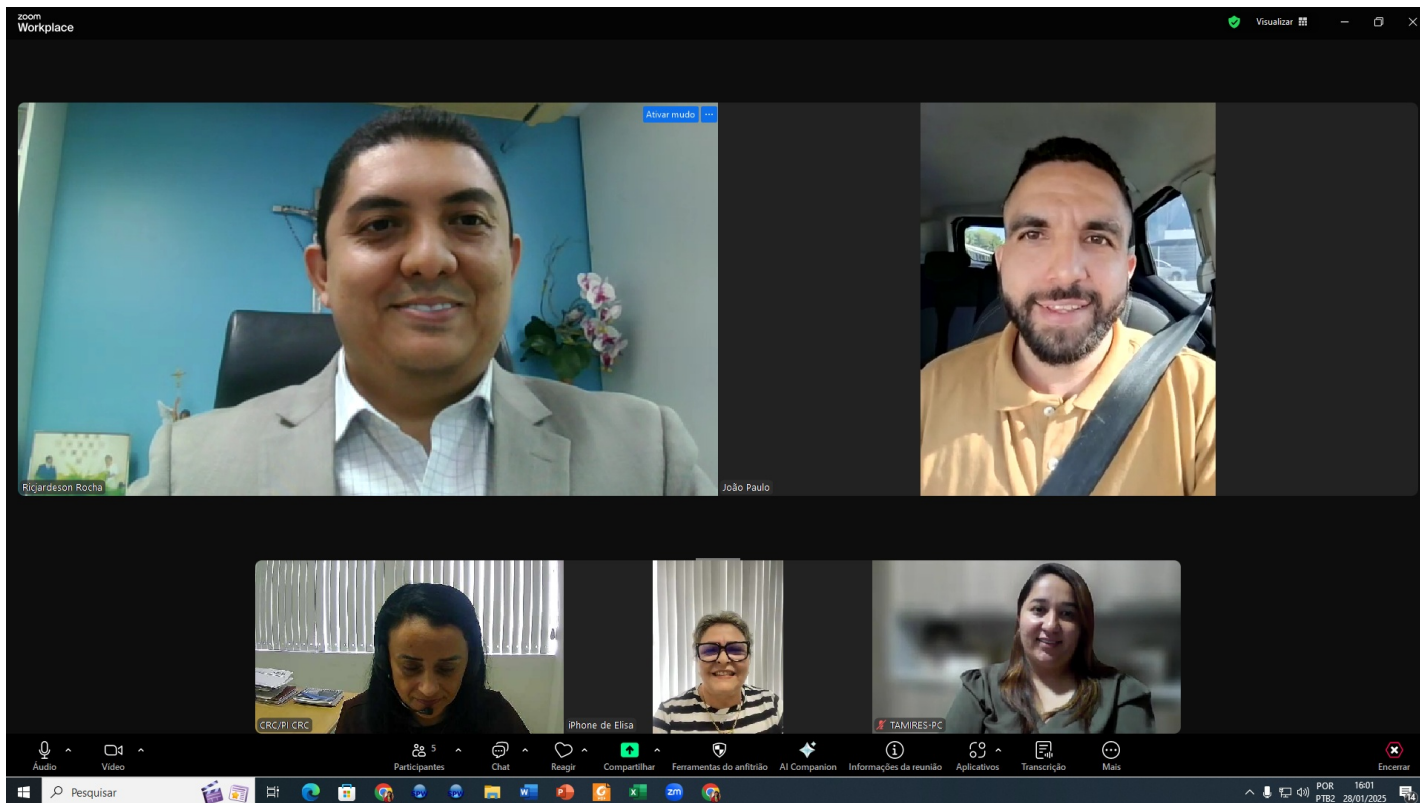 zoom
Workplace
Visualizar
Ativar mudo
Ricjardeson Rocha
João Paulo
CRC/PI CRC
iPhone de Elisa
TAMIRES-PC
Áudio
Vídeo
5
Participantes
Chat
Reagir
Compartilhar
Ferramentas do anfitrião
AI Companion
Informações da reunião
Aplicativos
Transcrição
Mais
Encerrar
Pesquisar
POR
PTB2
16:01
28/01/2025